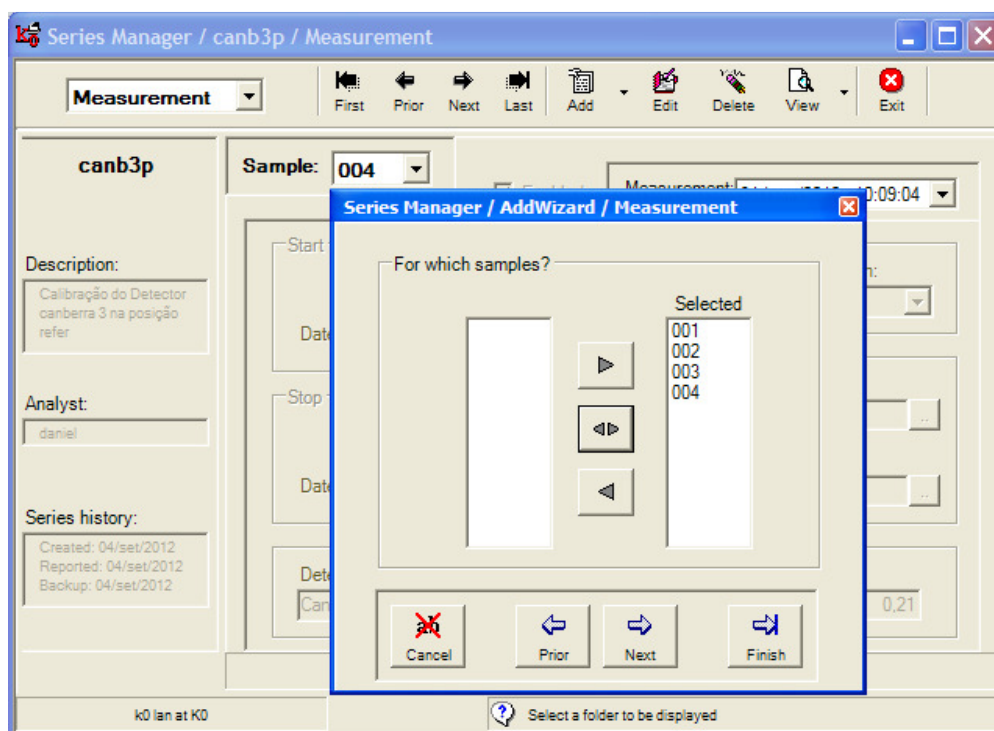 Series Manager / canb3p / Measurement
Measurement
First Prior Next Last Add Edit Delete View Exit
canb3p
Sample: 004
10:09:04
Series Manager / AddWizard / Measurement
For which samples?
Selected
001
002
003
004
Description:
Calibração do Detector
canberra 3 na posição
refer
Start
Date
Stop
Date
Analyst:
daniel
Series history:
Created: 04/set/2012
Reported: 04/set/2012
Backup: 04/set/2012
Dete
Can
0,21
Cancel Prior Next Finish
k0 lan at K0
Select a folder to be displayed